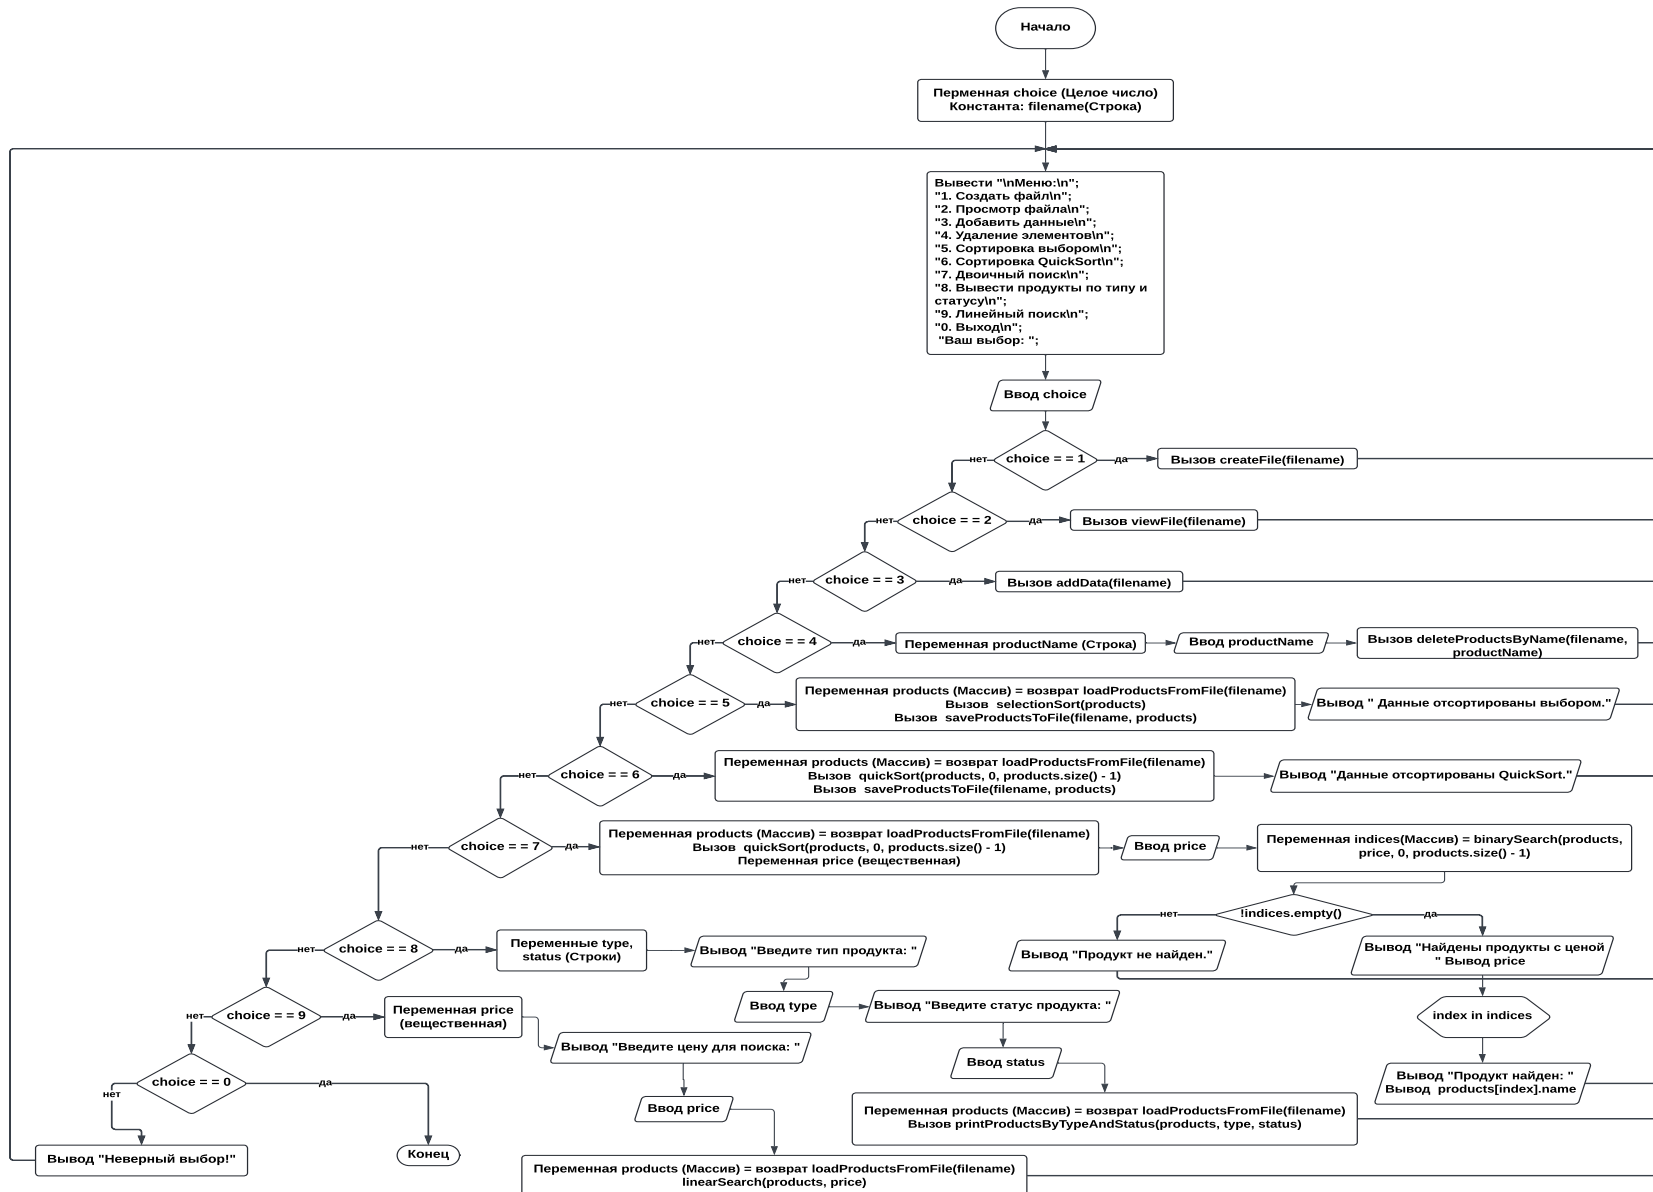 Начало
Перменная choice (Целое число)
Константа: filename(Строка)
Вывести "\nМеню:\n";
"1. Создать файл\n";
"2. Просмотр файла\n";
"3. Добавить данные\n";
"4. Удаление элементов\n";
"5. Сортировка выбором\n";
"6. Сортировка QuickSort\n";
"7. Двоичный поиск\n";
"8. Вывести продукты по типу и
статусу\n";
"9. Линейный поиск\n";
"0. Выход\n";
"Ваш выбор: ";
Ввод choice
нет
choice = = 1
да
Вызов createFile(filename)
нет
choice = = 2
да
Вызов viewFile(filename)
нет
choice = = 3
да
Вызов addData(filename)
нет
choice = = 4
да
Переменная productName (Строка)
Ввод productName
Вызов deleteProductsByName(filename,
productName)
нет
choice = = 5
да
Переменная products (Массив) = возврат loadProductsFromFile(filename)
Вызов  selectionSort(products)
Вызов  saveProductsToFile(filename, products)
Вывод " Данные отсортированы выбором."
нет
choice = = 6
да
Переменная products (Массив) = возврат loadProductsFromFile(filename)
Вызов  quickSort(products, 0, products.size() - 1)
Вызов  saveProductsToFile(filename, products)
Вывод "Данные отсортированы QuickSort."
нет
choice = = 7
да
Переменная products (Массив) = возврат loadProductsFromFile(filename)
Вызов  quickSort(products, 0, products.size() - 1)
Переменная price (вещественная)
Ввод price
Переменная indices(Массив) = binarySearch(products,
price, 0, products.size() - 1)
нет
!indices.empty()
да
Вывод "Продукт не найден."
Вывод "Найдены продукты с ценой
" Вывод price
index in indices
Вывод "Продукт найден: "
Вывод  products[index].name
нет
choice = = 8
да
Переменные type,
status (Строки)
Вывод "Введите тип продукта: "
Ввод type
Вывод "Введите статус продукта: "
Ввод status
Переменная products (Массив) = возврат loadProductsFromFile(filename)
Вызов printProductsByTypeAndStatus(products, type, status)
нет
choice = = 9
да
Переменная price
(вещественная)
Вывод "Введите цену для поиска: "
Ввод price
Переменная products (Массив) = возврат loadProductsFromFile(filename)
linearSearch(products, price)
нет
choice = = 0
да
Вывод "Неверный выбор!"
Конец